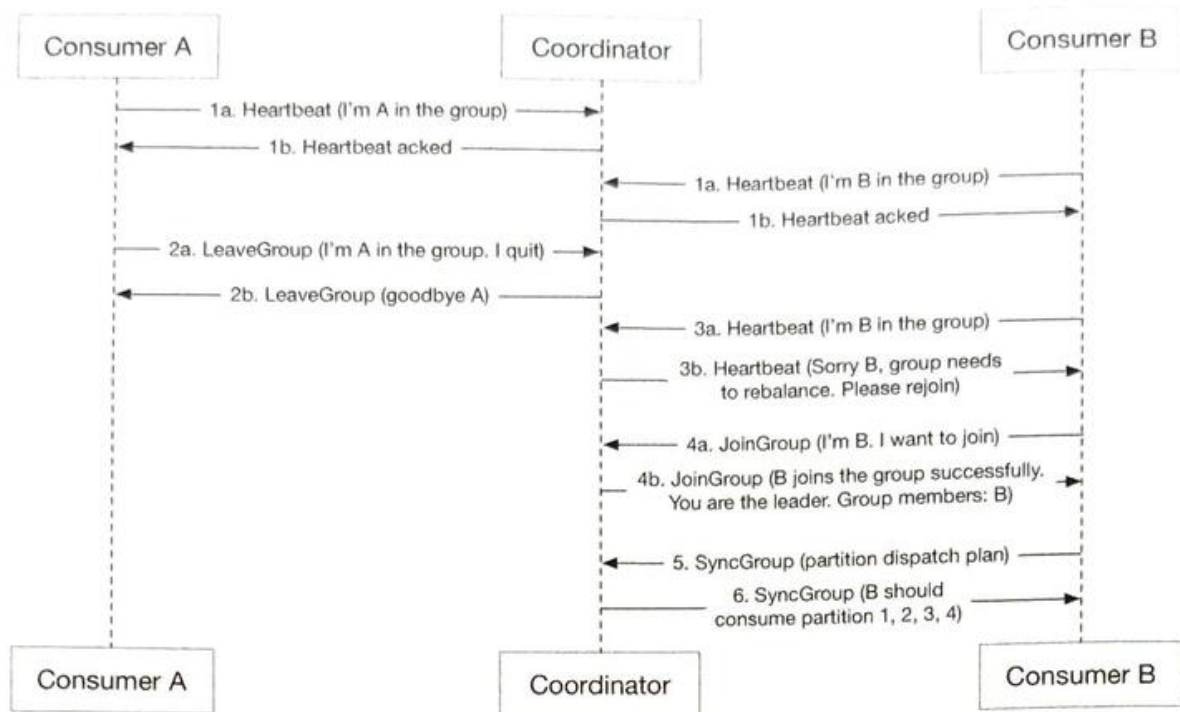 Consumer A
Coordinator
Consumer B
1a. Heartbeat (I'm A in the group)
1b. Heartbeat acked
1a. Heartbeat (I'm B in the group)
1b. Heartbeat acked
2a. LeaveGroup (I'm A in the group. I quit)
2b. LeaveGroup (goodbye A)
3a. Heartbeat (I'm B in the group)
3b. Heartbeat (Sorry B, group needs
to rebalance. Please rejoin)
4a. JoinGroup (I'm B. I want to join)
4b. JoinGroup (B joins the group successfully.
You are the leader. Group members: B)
5. SyncGroup (partition dispatch plan)
6. SyncGroup (B should
consume partition 1, 2, 3, 4)
Consumer A
Coordinator
Consumer B